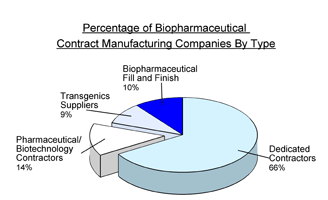 Percentage of Biopharmaceutical
Contract Manufacturing Companies By Type
Biopharmaceutical
Fill and Finish
10%
Transgenics
Suppliers
9%
Pharmaceutical/
Biotechnology
Contractors
14%
Dedicated
Contractors
66%